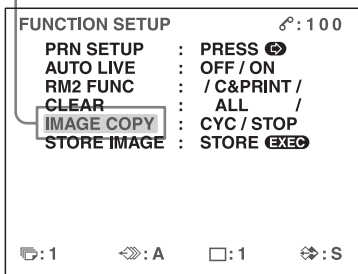 FUNCTION SETUP :100
PRN SETUP : PRESS
AUTO LIVE : OFF / ON
RM2 FUNC : / C&PRINT /
CLEAR : ALL /
IMAGE COPY : CYC / STOP
STORE IMAGE : STORE EXEC
:1 :A :1 :S